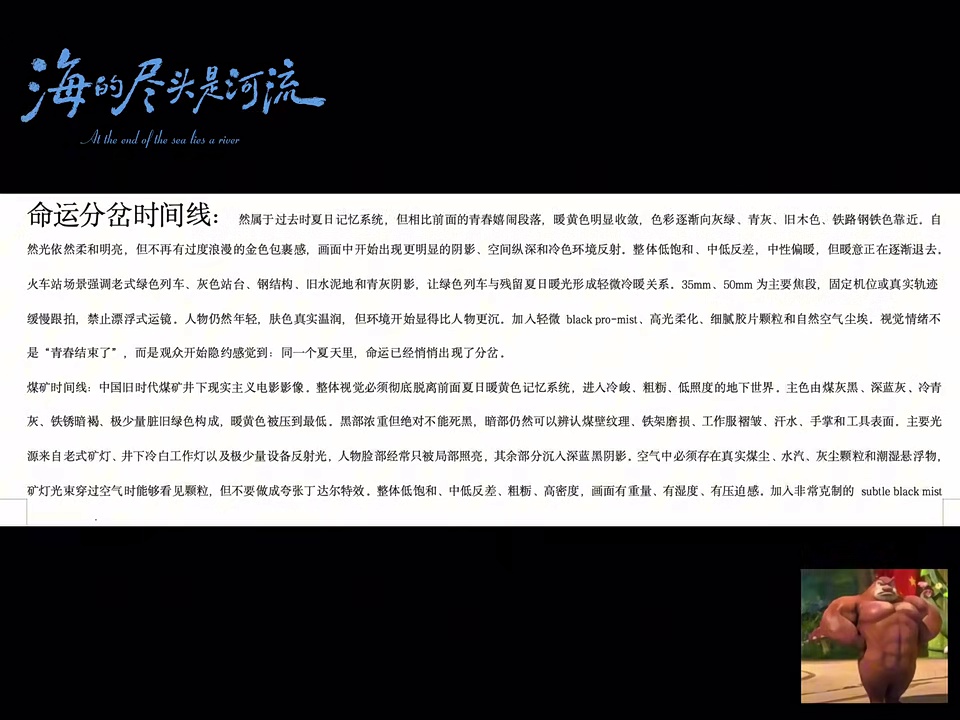 海的尽头是河流
At the end of the sea lies a river
命运分岔时间线： 然属于过去时夏日记忆系统，但相比前面的青春嬉闹段落，暖黄色明显收敛，色彩逐渐向灰绿、青灰、旧木色、铁路钢铁色靠近。自
然光依然柔和明亮，但不再有过度浪漫的金色包裹感，画面中开始出现更明显的阴影、空间纵深和冷色环境反射。整体低饱和、中低反差，中性偏暖，但暖意正在逐渐退去。
火车站场景强调老式绿色列车、灰色站台、钢结构、旧水泥地和青灰阴影，让绿色列车与残留夏日暖光形成轻微冷暖关系。35mm、50mm 为主要焦段，固定机位或真实轨迹
缓慢跟拍，禁止漂浮式运镜。人物仍然年轻，肤色真实温润，但环境开始显得比人物更沉。加入轻微 black pro-mist、高光柔化、细腻胶片颗粒和自然空气尘埃。视觉情绪不
是“青春结束了”，而是观众开始隐约感觉到：同一个夏天里，命运已经悄悄出现了分岔。
煤矿时间线：中国旧时代煤矿井下现实主义电影影像。整体视觉必须彻底脱离前面夏日暖黄色记忆系统，进入冷峻、粗粝、低照度的地下世界。主色由煤灰黑、深蓝灰、冷青
灰、铁锈暗褐、极少量脏旧绿色构成，暖黄色被压到最低。黑部浓重但绝对不能死黑，暗部仍然可以辨认煤壁纹理、铁架磨损、工作服褶皱、汗水、手掌和工具表面。主要光
源来自老式矿灯、井下冷白工作灯以及极少量设备反射光，人物脸部经常只被局部照亮，其余部分沉入深蓝黑阴影。空气中必须存在真实煤尘、水汽、灰尘颗粒和潮湿悬浮物，
矿灯光束穿过空气时能够看见颗粒，但不要做成夸张丁达尔特效。整体低饱和、中低反差、粗粝、高密度，画面有重量、有湿度、有压迫感。加入非常克制的 subtle black mist